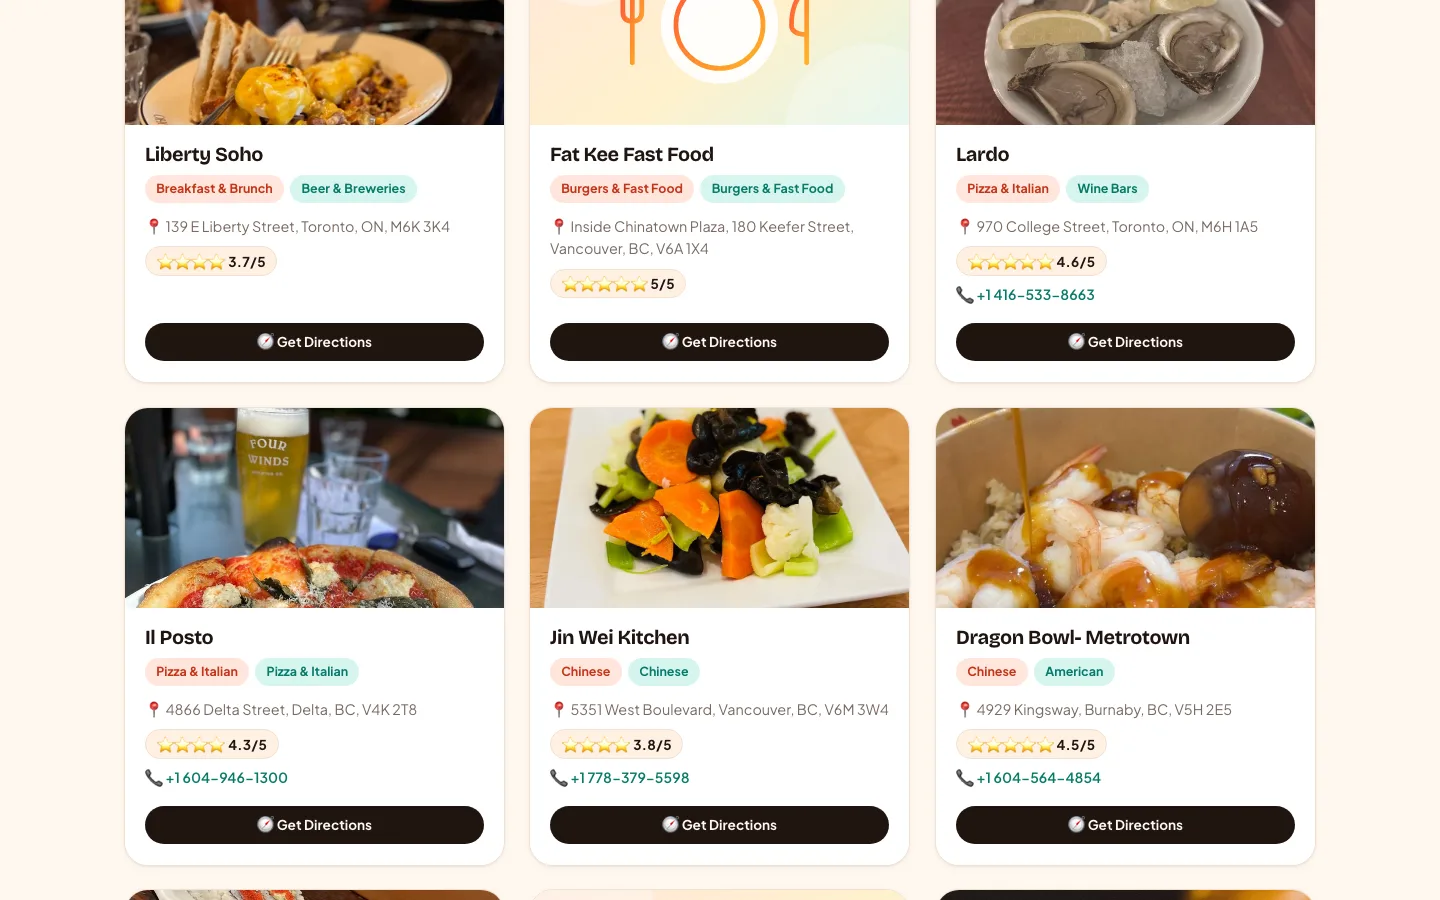 Liberty Soho
Breakfast & Brunch
Beer & Breweries
139 E Liberty Street, Toronto, ON, M6K 3K4
3.7/5
Get Directions
Fat Kee Fast Food
Burgers & Fast Food
Burgers & Fast Food
Inside Chinatown Plaza, 180 Keefer Street,
Vancouver, BC, V6A 1X4
5/5
Get Directions
Lardo
Pizza & Italian
Wine Bars
970 College Street, Toronto, ON, M6H 1A5
4.6/5
+1 416-533-8663
Get Directions
FOUR
WINDS
Il Posto
Pizza & Italian
Pizza & Italian
4866 Delta Street, Delta, BC, V4K 2T8
4.3/5
+1 604-946-1300
Get Directions
Jin Wei Kitchen
Chinese
Chinese
5351 West Boulevard, Vancouver, BC, V6M 3W4
3.8/5
+1 778-379-5598
Get Directions
Dragon Bowl- Metrotown
Chinese
American
4929 Kingsway, Burnaby, BC, V5H 2E5
4.5/5
+1 604-564-4854
Get Directions